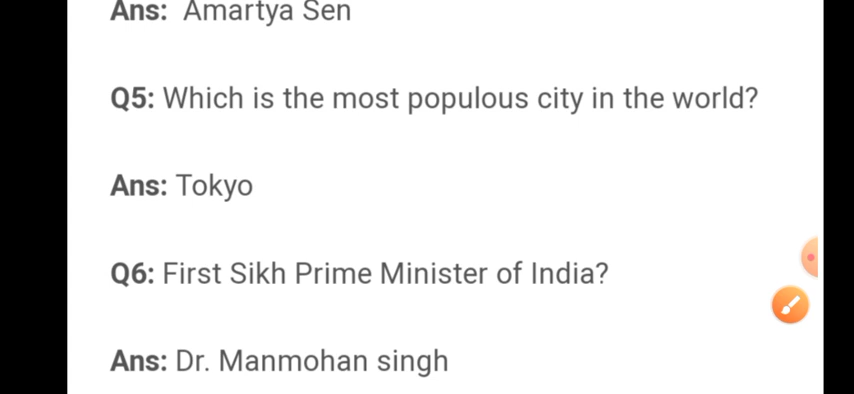 Ans: Amartya Sen
Q5: Which is the most populous city in the world?
Ans: Tokyo
Q6: First Sikh Prime Minister of India?
Ans: Dr. Manmohan singh